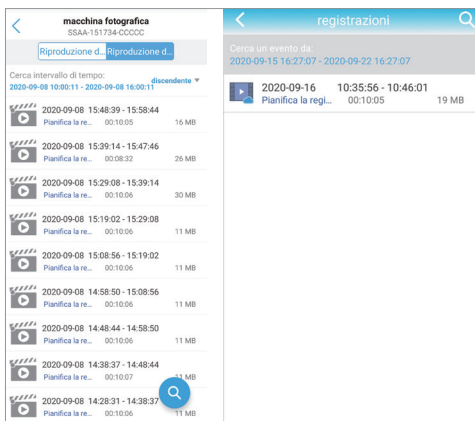 macchina fotografica
SSAA-151734-CCCCC
Riproduzione d... Riproduzione d...
Cerca intervallo di tempo:
2020-09-08 10:00:11 - 2020-09-08 16:00:11
discendente
2020-09-08 15:48:39 - 15:58:44
Pianifica la re... 00:10:05 16 MB
2020-09-08 15:39:14 - 15:47:46
Pianifica la re... 00:08:32 26 MB
2020-09-08 15:29:08 - 15:39:14
Pianifica la re... 00:10:06 30 MB
2020-09-08 15:19:02 - 15:29:08
Pianifica la re... 00:10:06 11 MB
2020-09-08 15:08:56 - 15:19:02
Pianifica la re... 00:10:06 11 MB
2020-09-08 14:58:50 - 15:08:56
Pianifica la re... 00:10:06 11 MB
2020-09-08 14:48:44 - 14:58:50
Pianifica la re... 00:10:06 11 MB
2020-09-08 14:38:37 - 14:48:44
Pianifica la re... 00:10:07 11 MB
2020-09-08 14:28:31 - 14:38:37
Pianifica la re... 00:10:06 11 MB
registrazioni
Cerca un evento da:
2020-09-15 16:27:07 - 2020-09-22 16:27:07
2020-09-16 10:35:56 - 10:46:01
Pianifica la regi... 00:10:05 19 MB